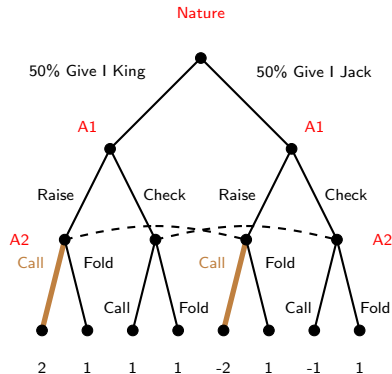 Nature
50% Give I King
50% Give I Jack
A1
A1
Raise
Check
Raise
Check
A2
A2
Call
Fold
Call
Fold
Call
Fold
Call
Fold
2
1
1
1
-2
1
-1
1